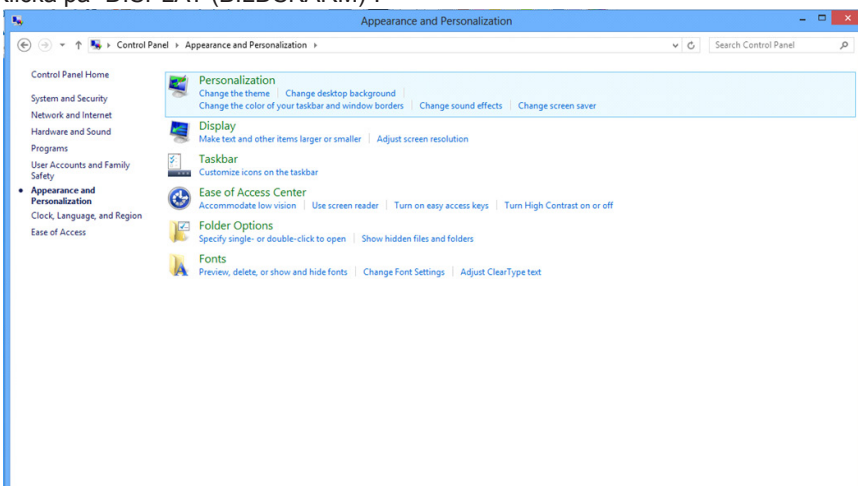 klicka på "DISPLAY (BILDSKÄRM)".
Appearance and Personalization
Control Panel Appearance and Personalization
Search Control Panel
Control Panel Home
System and Security
Network and Internet
Hardware and Sound
Programs
User Accounts and Family
Safety
Appearance and
Personalization
Clock, Language, and Region
Ease of Access
Personalization
Change the theme Change desktop background
Change the color of your taskbar and window borders Change sound effects Change screen saver
Display
Make text and other items larger or smaller Adjust screen resolution
Taskbar
Customize icons on the taskbar
Ease of Access Center
Accommodate low vision Use screen reader Turn on easy access keys Turn High Contrast on or off
Folder Options
Specify single- or double-click to open Show hidden files and folders
Fonts
Preview, delete, or show and hide fonts Change Font Settings Adjust ClearType text